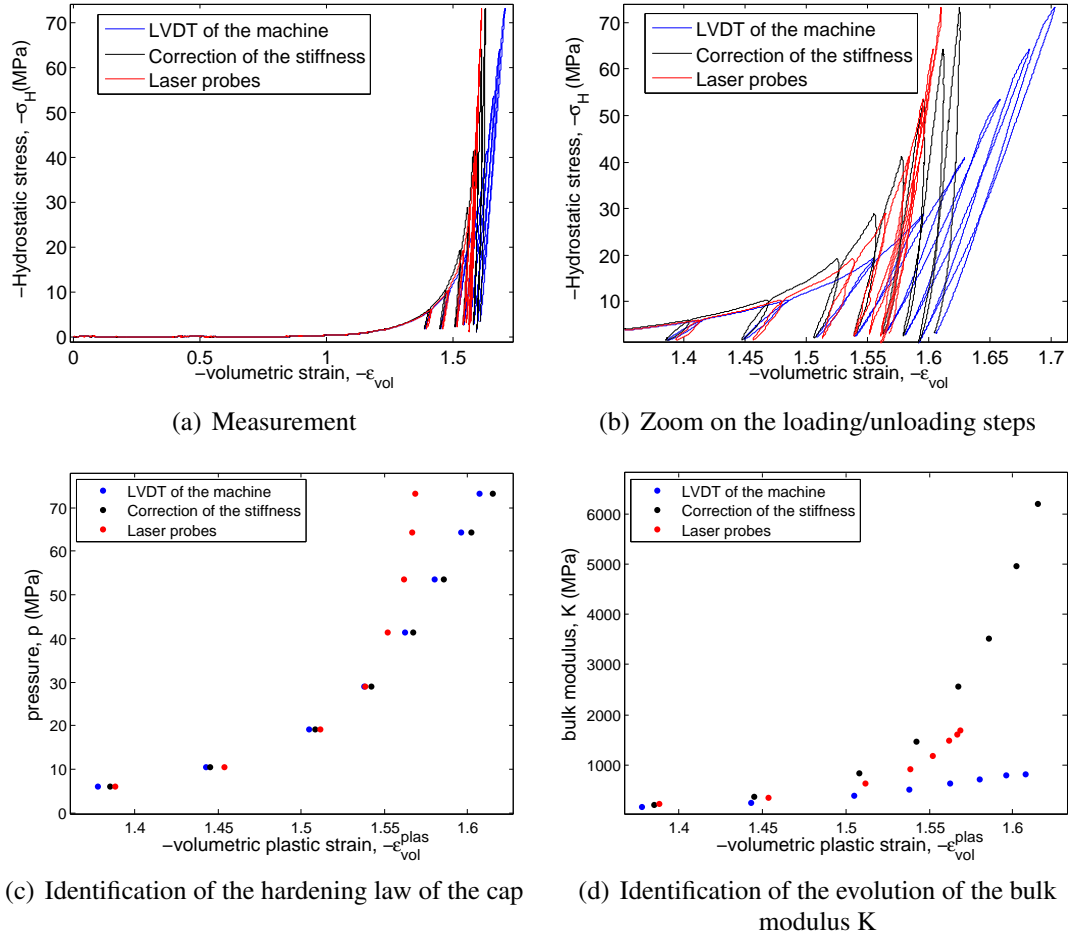 70
60
50
40
30
20
10
0
−Hydrostatic stress, −σH(MPa)
LVDT of the machine
Correction of the stiffness
Laser probes
0 0.5 1 1.5
−volumetric strain, −εvol
(a) Measurement
70
60
50
40
30
20
10
−Hydrostatic stress, −σH (MPa)
LVDT of the machine
Correction of the stiffness
Laser probes
1.4 1.45 1.5 1.55 1.6 1.65 1.7
−volumetric strain, −εvol
(b) Zoom on the loading/unloading steps
70
60
50
40
30
20
10
0
pressure, p (MPa)
LVDT of the machine
Correction of the stiffness
Laser probes
1.4 1.45 1.5 1.55 1.6
−volumetric plastic strain, −εvol plas
(c) Identification of the hardening law of the cap
6000
5000
4000
3000
2000
1000
bulk modulus, K (MPa)
LVDT of the machine
Correction of the stiffness
Laser probes
1.4 1.45 1.5 1.55 1.6
−volumetric plastic strain, −εvol plas
(d) Identification of the evolution of the bulk
modulus K